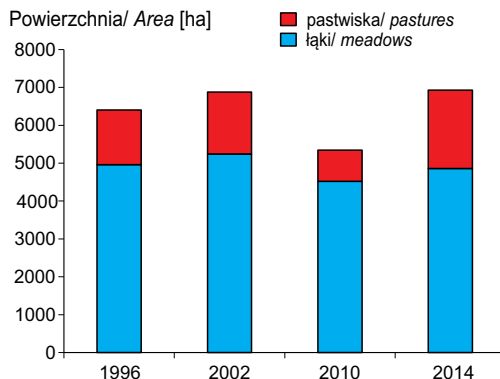 Powierzchnia/ Area [ha]
pastwiska/ pastures
łąki/ meadows
8000
7000
6000
5000
4000
3000
2000
1000
0
1996 2002 2010 2014